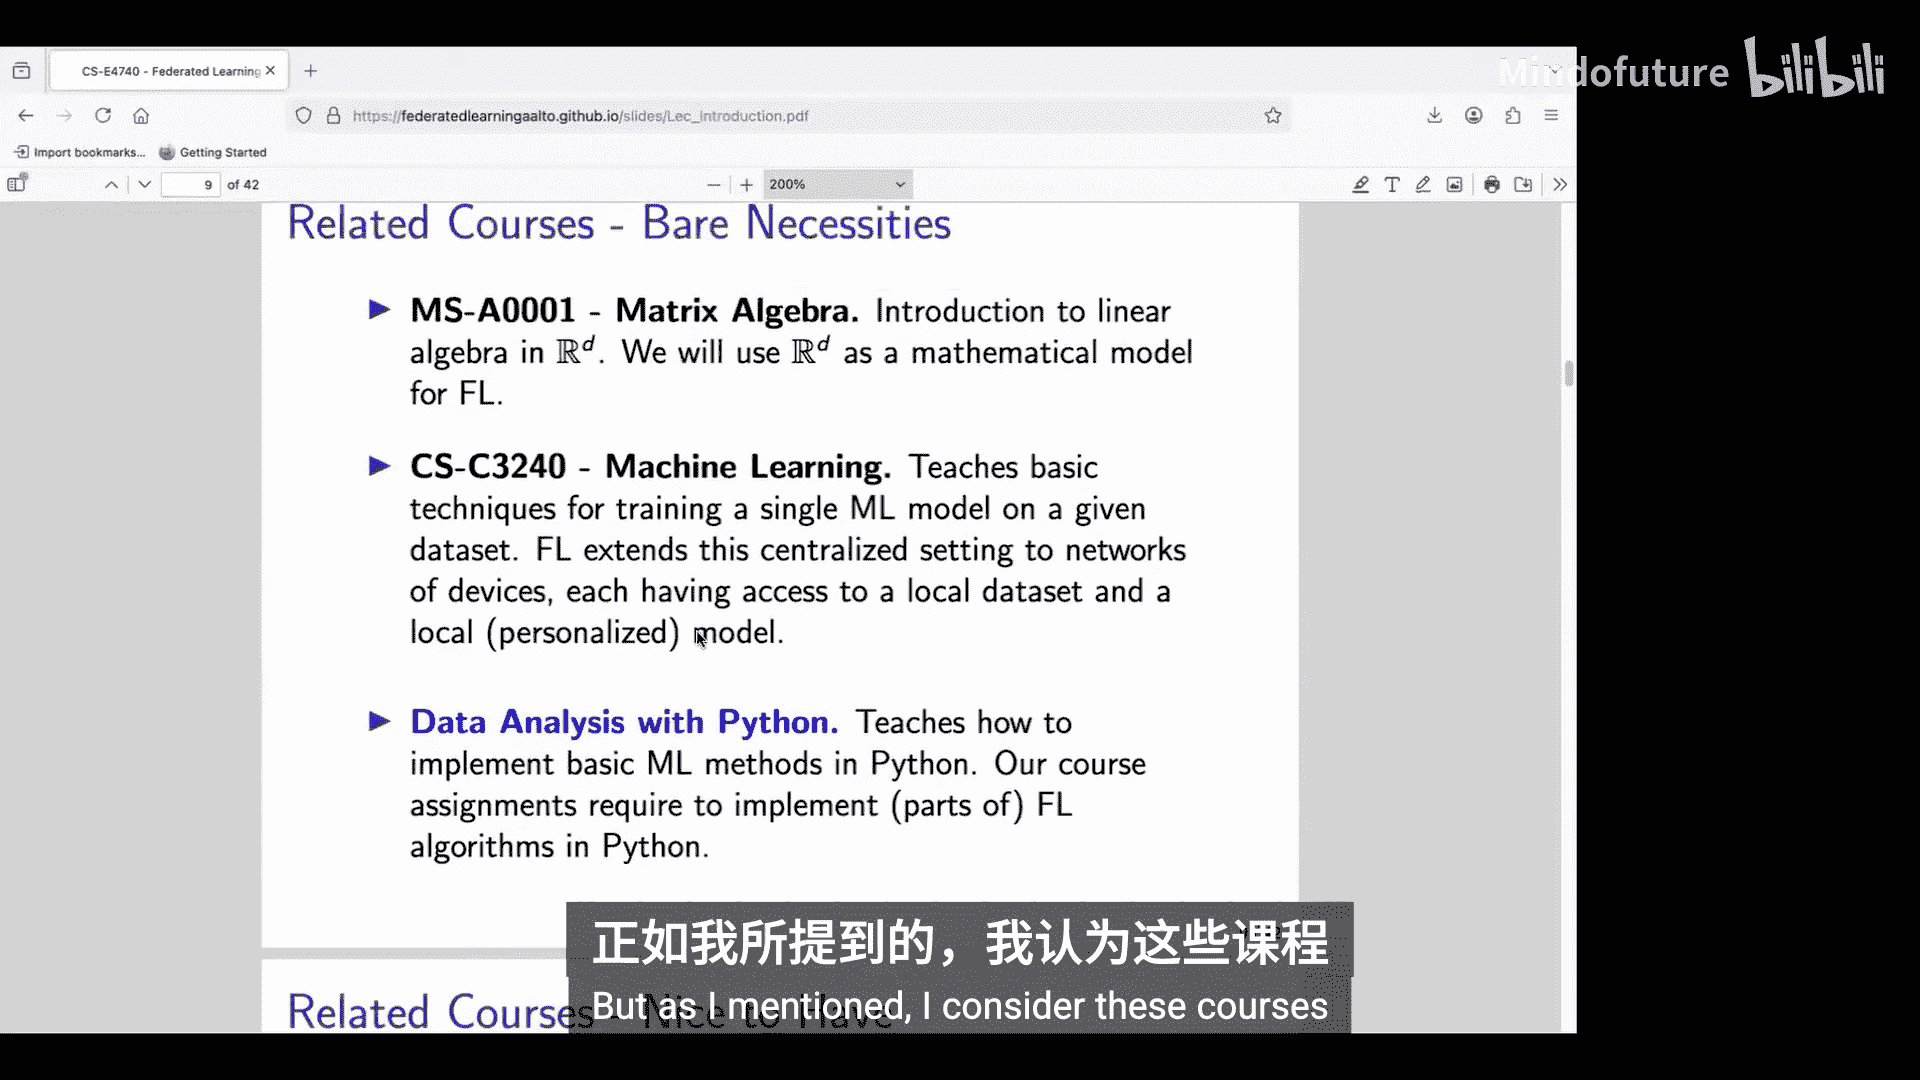 CS-E4740 - Federated Learning
Mindofuture bilibili
https://federatedlearningaalto.github.io/slides/Lec_Introduction.pdf
Import bookmarks... Getting Started
9 of 42 200%
Related Courses - Bare Necessities
MS-A0001 - Matrix Algebra. Introduction to linear
algebra in ℝᵈ. We will use ℝᵈ as a mathematical model
for FL.
CS-C3240 - Machine Learning. Teaches basic
techniques for training a single ML model on a given
dataset. FL extends this centralized setting to networks
of devices, each having access to a local dataset and a
local (personalized) model.
Data Analysis with Python. Teaches how to
implement basic ML methods in Python. Our course
assignments require to implement (parts of) FL
algorithms in Python.
正如我所提到的，我认为这些课程
Related Courses - Nice to Have
But as I mentioned, I consider these courses